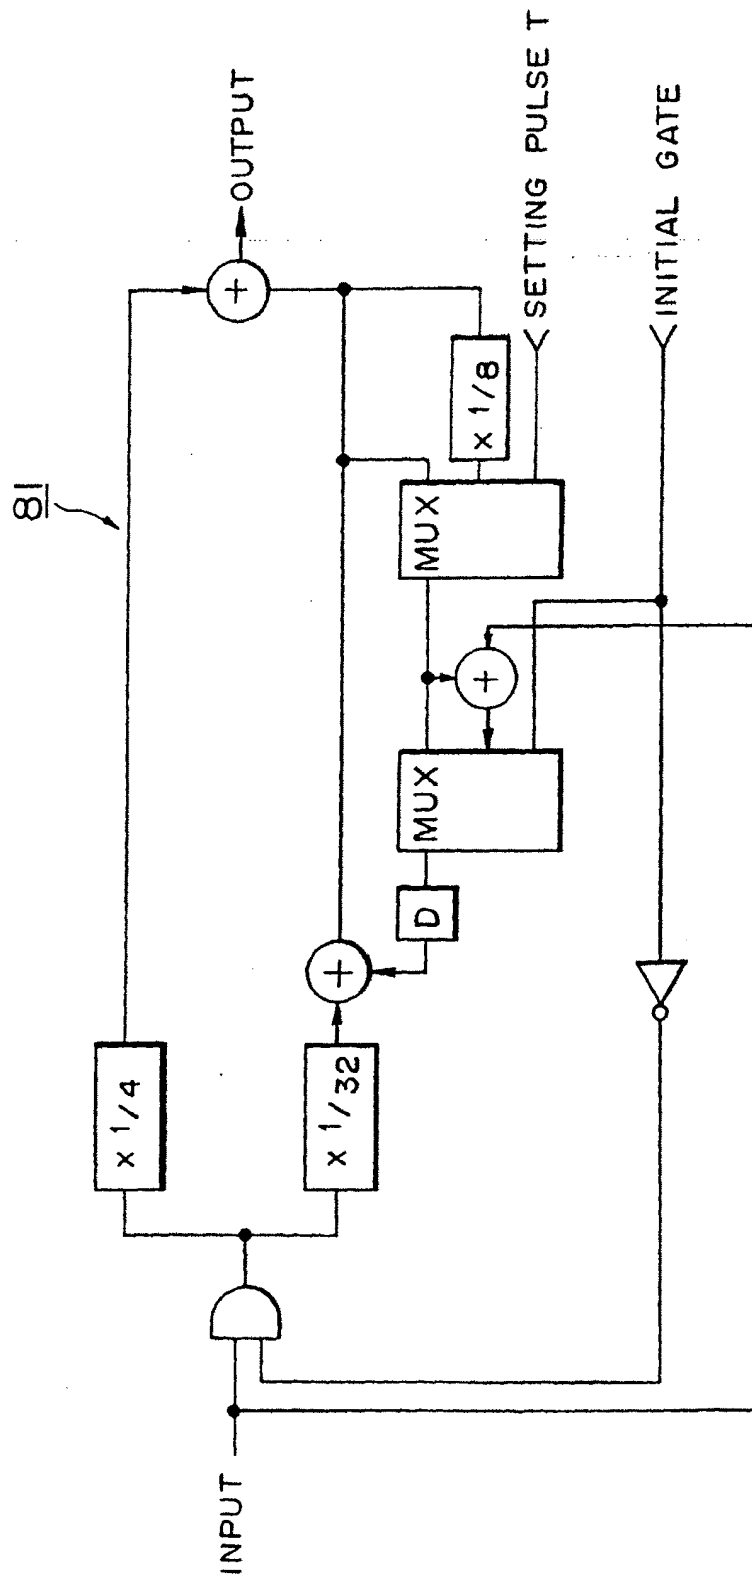 81
INPUT
x 1/4
x 1/32
+
D
MUX
+
MUX
x 1/8
+
OUTPUT
SETTING PULSE T
INITIAL GATE